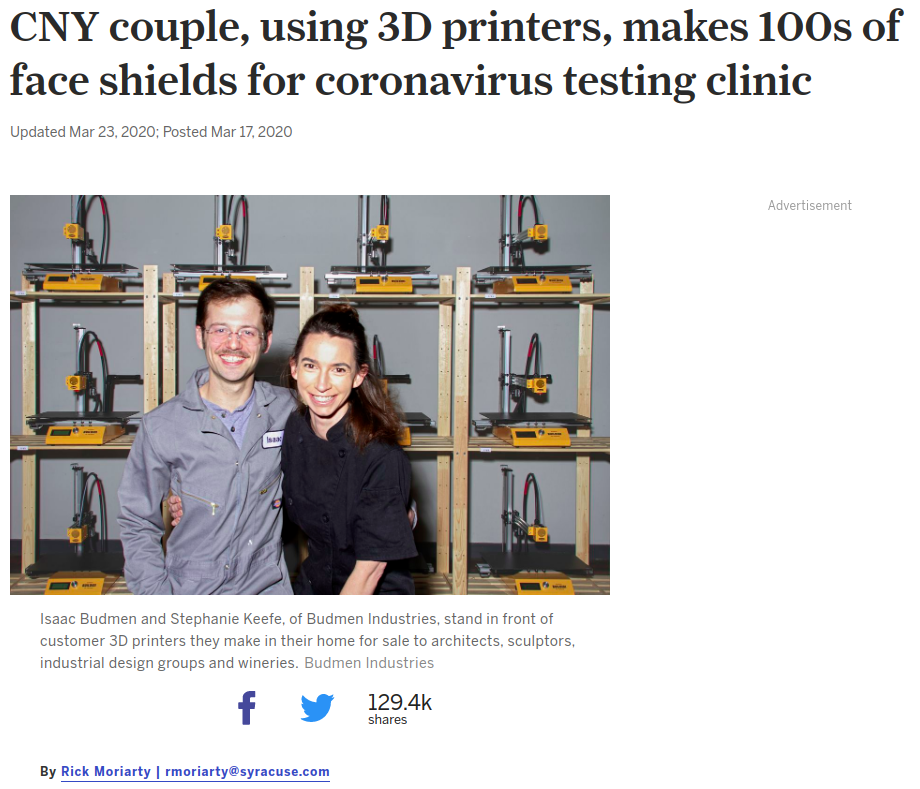 CNY couple, using 3D printers, makes 100s of
face shields for coronavirus testing clinic
Updated Mar 23, 2020; Posted Mar 17, 2020
Advertisement
Isaac
Isaac Budmen and Stephanie Keefe, of Budmen Industries, stand in front of
customer 3D printers they make in their home for sale to architects, sculptors,
industrial design groups and wineries. Budmen Industries
129.4k
shares
By Rick Moriarty | rmoriarty@syracuse.com